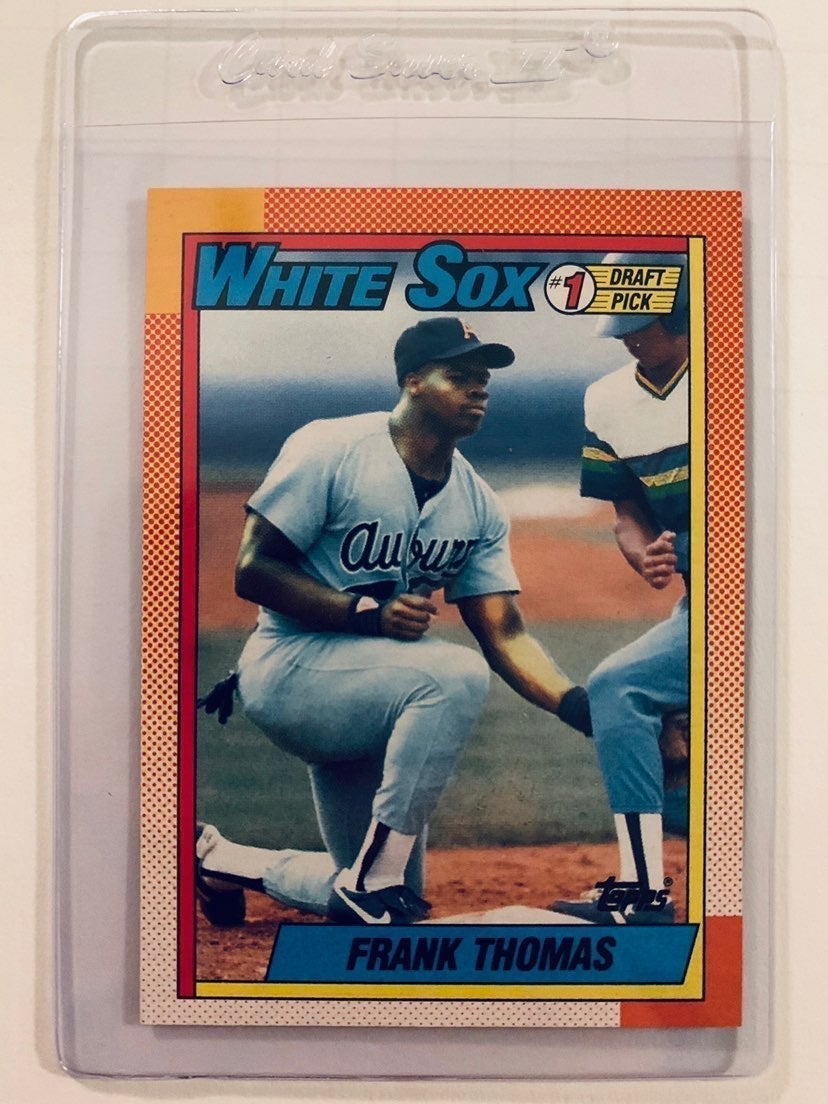 Card Saver II®
WHITE SOX #1 DRAFT PICK
A
Auburn
Topps®
FRANK THOMAS